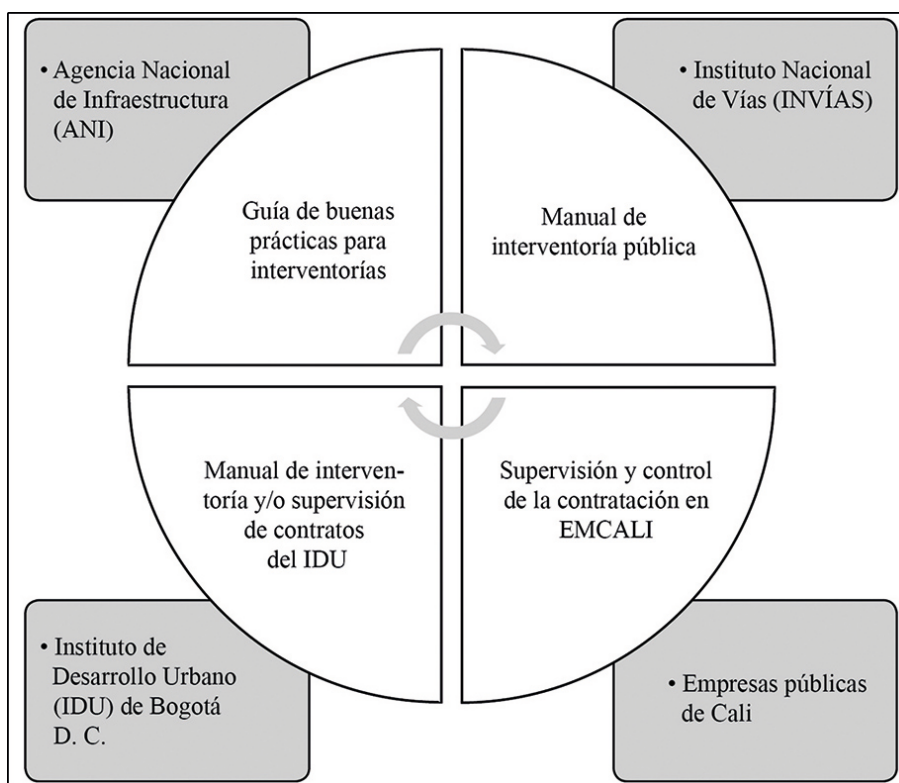 • Agencia Nacional
de Infraestructura
(ANI)
• Instituto Nacional
de Vías (INVÍAS)
Guía de buenas
prácticas para
interventorías
Manual de
interventoría pública
Manual de interven-
toría y/o supervisión
de contratos
del IDU
Supervisión y control
de la contratación en
EMCALI
• Instituto de
Desarrollo Urbano
(IDU) de Bogotá
D. C.
• Empresas públicas
de Cali